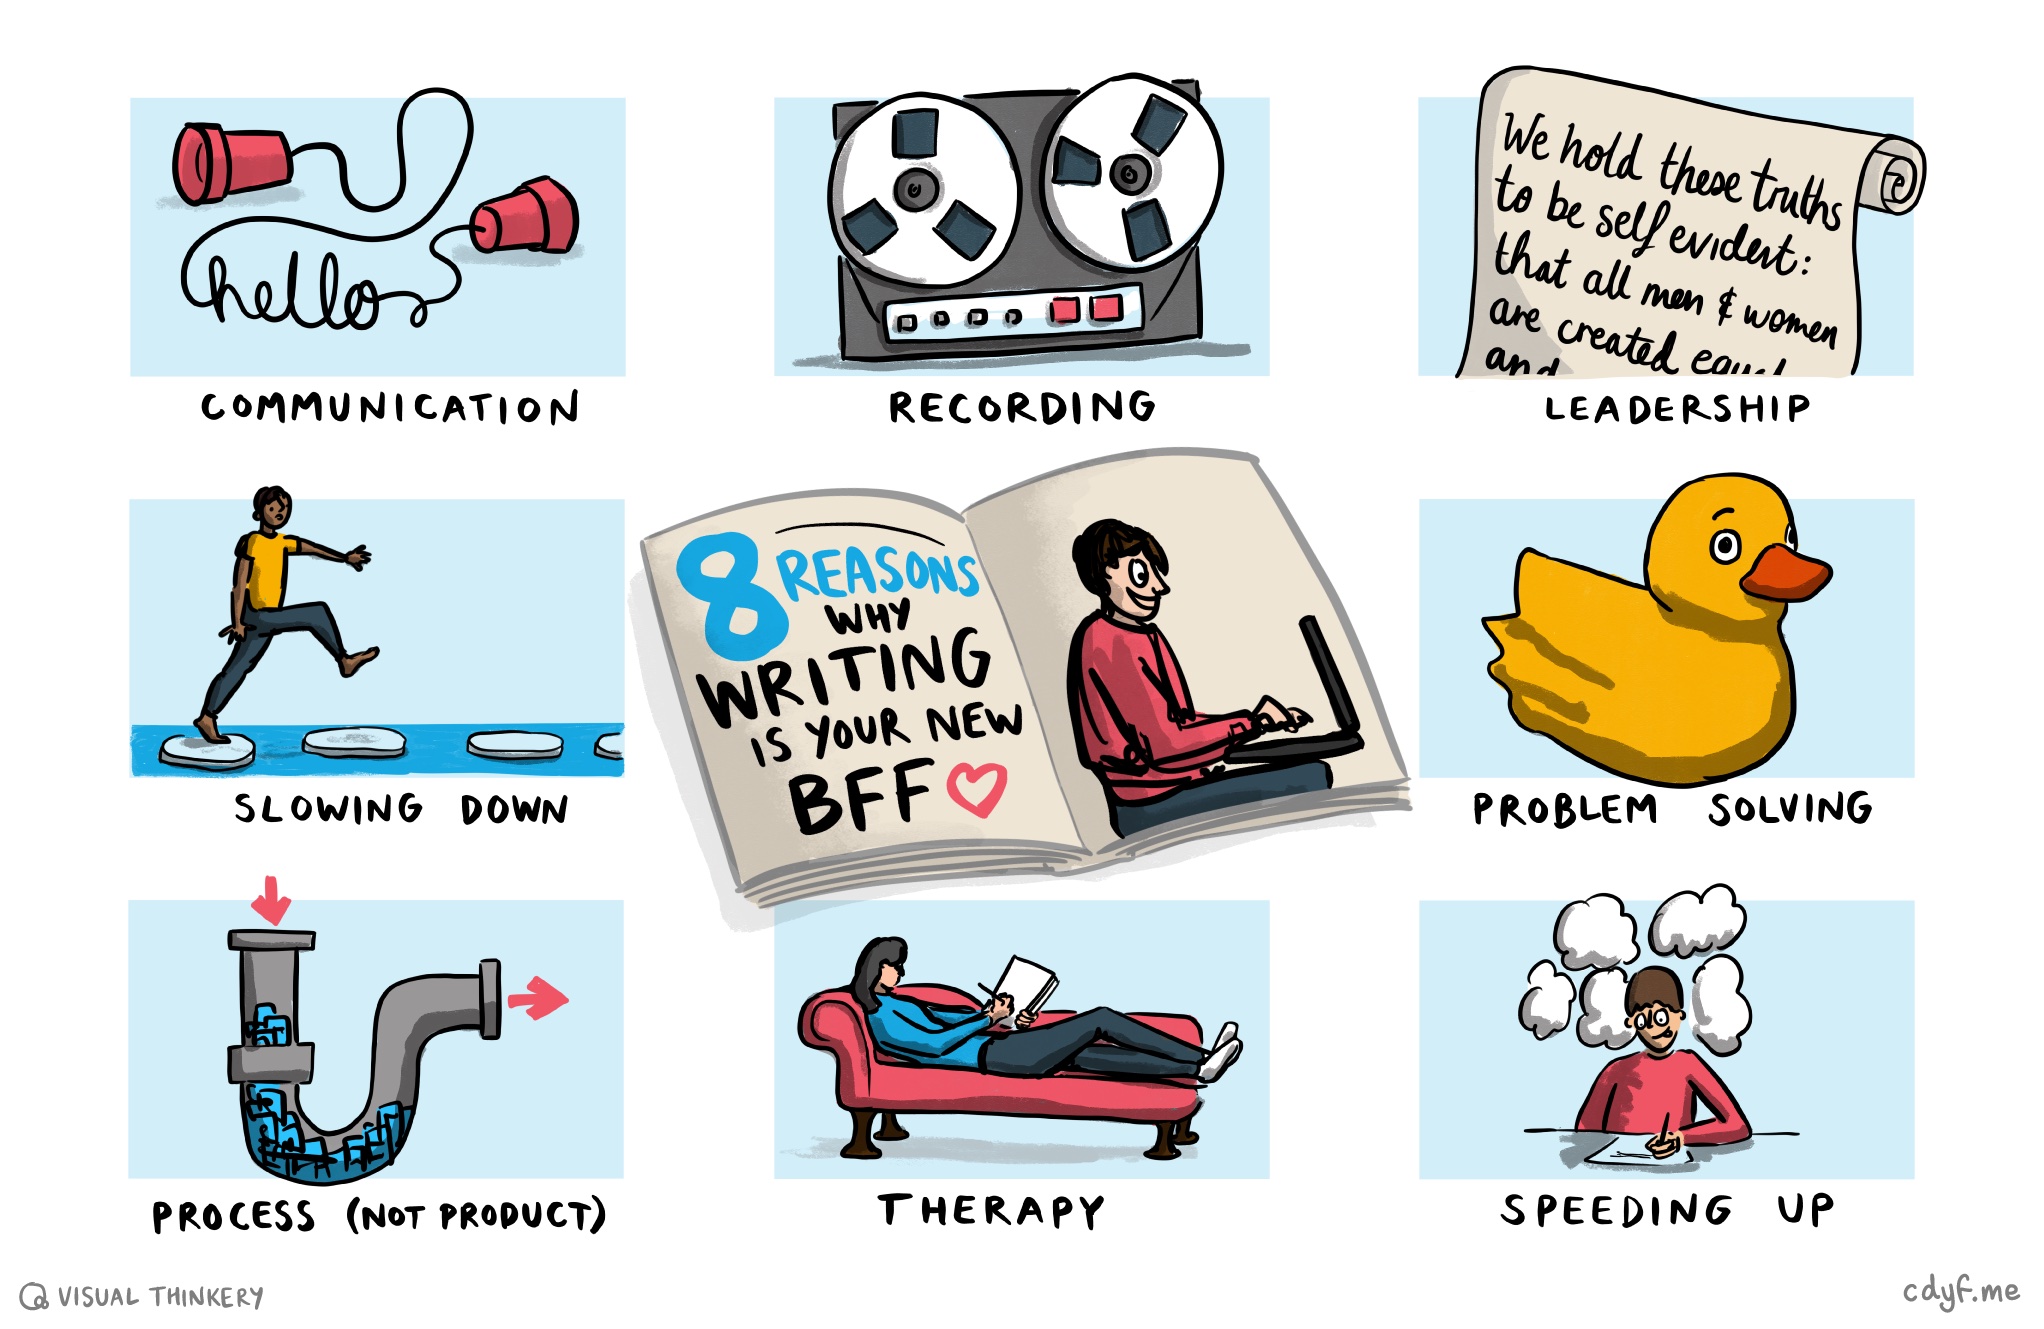 hello
COMMUNICATION
RECORDING
We hold these truths
to be self evident:
that all men & women
are created equal
and
LEADERSHIP
8 REASONS
WHY
WRITING
IS YOUR NEW
BFF
SLOWING DOWN
PROBLEM SOLVING
PROCESS (NOT PRODUCT)
THERAPY
SPEEDING UP
VISUAL THINKERY
cdyf.me